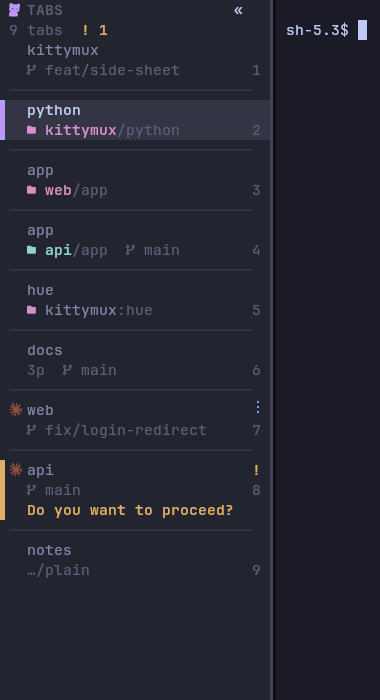 TABS «
9 tabs ! 1
kittymux
feat/side-sheet 1
python
kittymux/python 2
app
web/app 3
app
api/app main 4
hue
kittymux:hue 5
docs
3p main 6
web ⋮
fix/login-redirect 7
api !
main 8
Do you want to proceed?
notes
…/plain 9
sh-5.3$